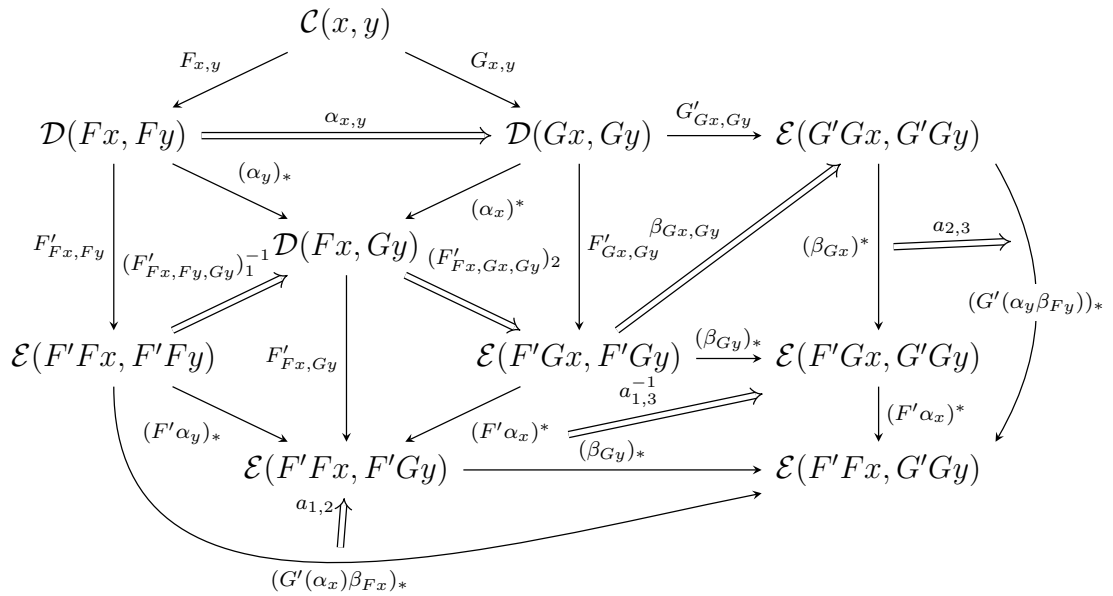 𝒞(x, y)
F_{x,y} G_{x,y}
𝒟(Fx, Fy) α_{x,y} 𝒟(Gx, Gy) G'_{Gx,Gy} ℰ(G'Gx, G'Gy)
(α_y)_* (α_x)^*
F'_{Fx,Fy} (F'_{Fx,Fy,Gy})_1^{-1} 𝒟(Fx, Gy) (F'_{Fx,Gx,Gy})_2 F'_{Gx,Gy} β_{Gx,Gy} (β_{Gx})^* a_{2,3}
(G'(α_yβ_{Fy}))_*
ℰ(F'Fx, F'Fy) F'_{Fx,Gy} ℰ(F'Gx, F'Gy) (β_{Gy})_* ℰ(F'Gx, G'Gy)
a_{1,3}^{-1}
(F'α_y)_* (F'α_x)^* (F'α_x)^*
(β_{Gy})_*
ℰ(F'Fx, F'Gy) ℰ(F'Fx, G'Gy)
a_{1,2}
(G'(α_x)β_{Fx})_*